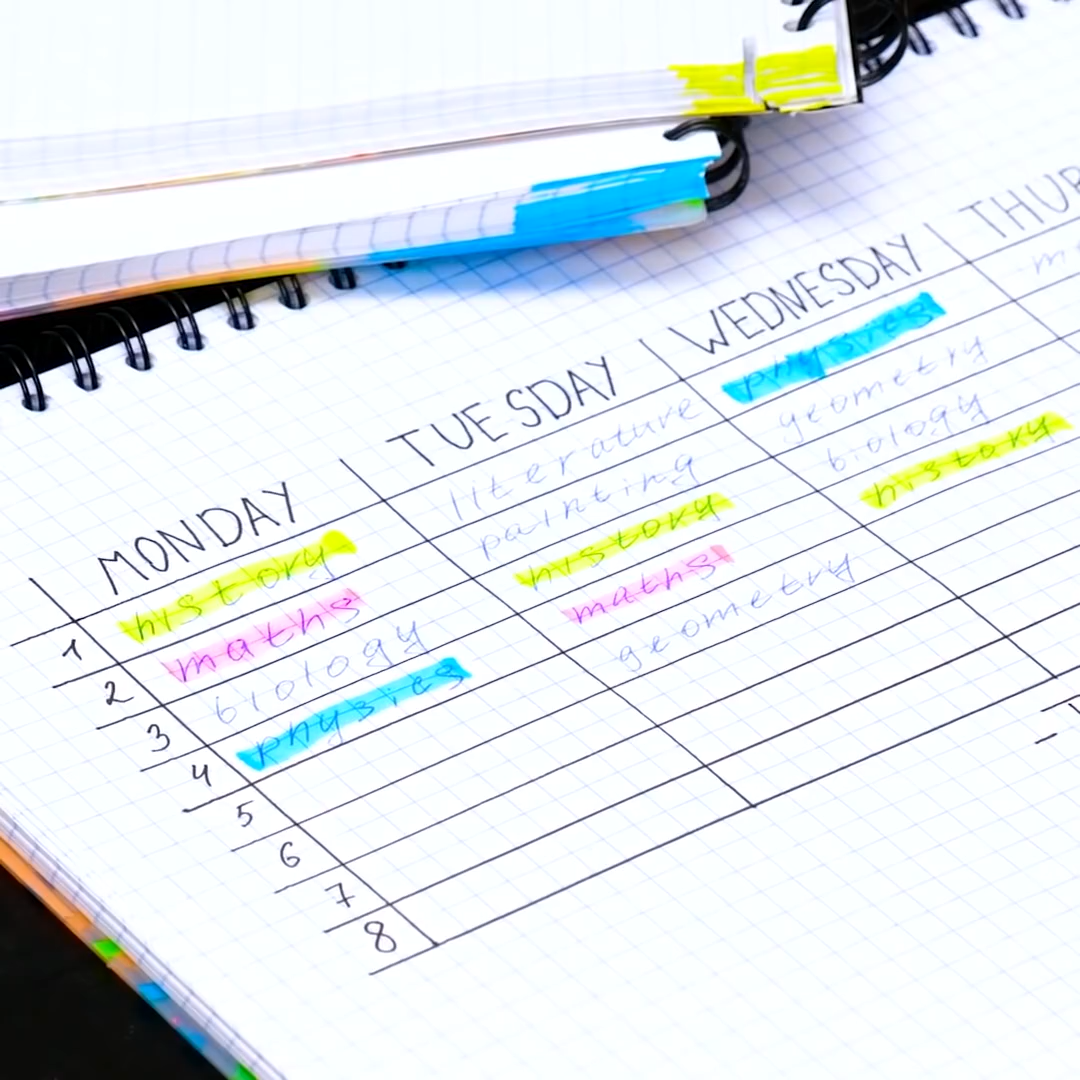 MONDAY TUESDAY WEDNESDAY THUR
1 history literature physics
2 maths painting geometry
3 biology history biology
4 physics maths history
5 geometry
6
7
8